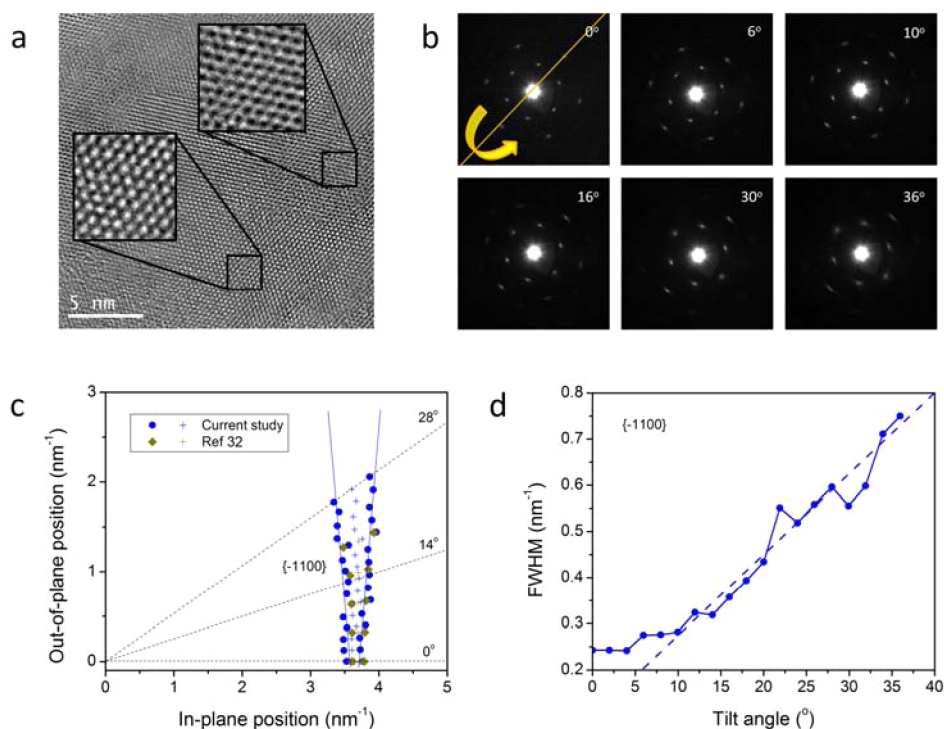 a
5 nm
b
0°
6°
10°
16°
30°
36°
c
Out-of-plane position (nm⁻¹)
3
2
1
0
Current study
Ref 32
{-1100}
28°
14°
0°
0 1 2 3 4 5
In-plane position (nm⁻¹)
d
FWHM (nm⁻¹)
0.8
0.7
0.6
0.5
0.4
0.3
0.2
{-1100}
0 5 10 15 20 25 30 35 40
Tilt angle (°)